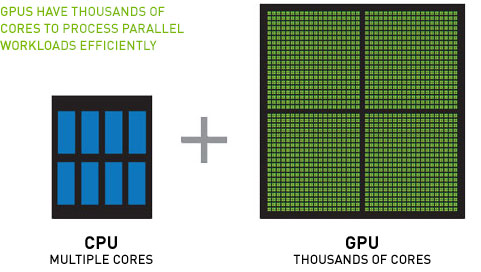 GPUS HAVE THOUSANDS OF
CORES TO PROCESS PARALLEL
WORKLOADS EFFICIENTLY
CPU
MULTIPLE CORES
GPU
THOUSANDS OF CORES